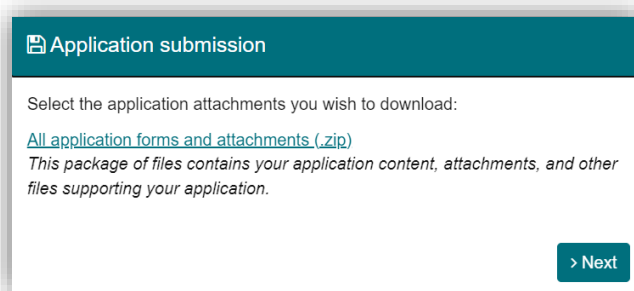 Application submission
Select the application attachments you wish to download:
All application forms and attachments (.zip)
This package of files contains your application content, attachments, and other
files supporting your application.
> Next